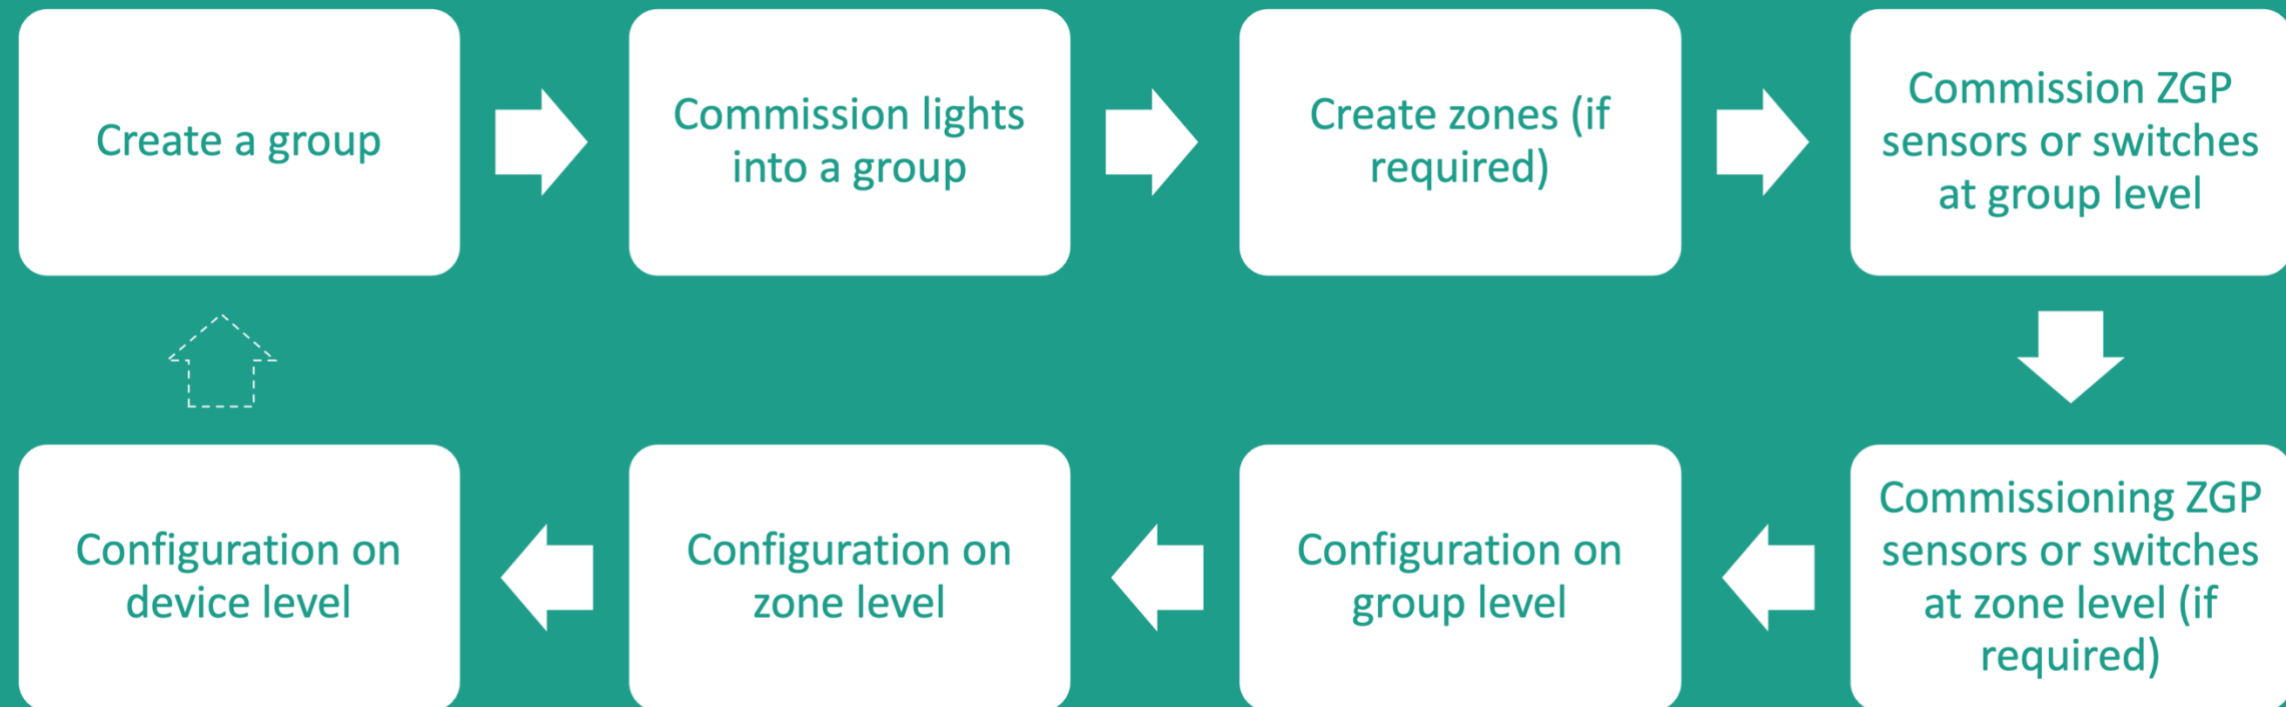 Create a group
Commission lights
into a group
Create zones (if
required)
Commission ZGP
sensors or switches
at group level
Commissioning ZGP
sensors or switches
at zone level (if
required)
Configuration on
group level
Configuration on
zone level
Configuration on
device level